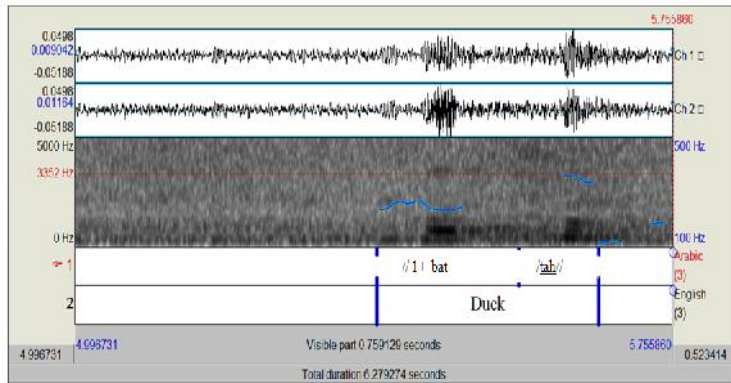 5.755860
0.0498
0.009042
-0.05188
Ch 1
0.0498
0.01164
-0.05188
Ch 2
5000 Hz
500 Hz
3352 Hz
0 Hz
100 Hz
1
// 1+ bat
/tah//
Arabic
(3)
2
Duck
English
(3)
4.996731
4.996731
Visible part 0.759129 seconds
5.755860
0.523414
Total duration 6.279274 seconds